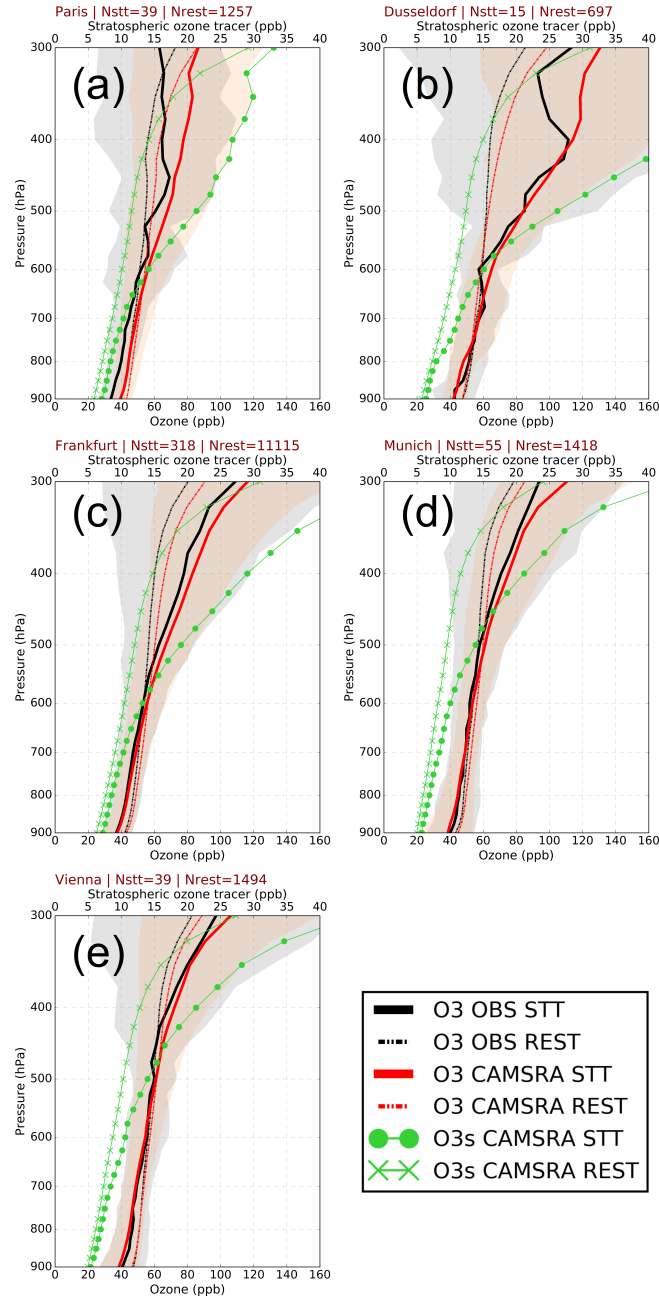 Paris | Nstt=39 | Nrest=1257
Stratospheric ozone tracer (ppb)
0 5 10 15 20 25 30 35 40
(a)
300
400
500
600
700
800
900
Pressure (hPa)
0 20 40 60 80 100 120 140 160
Ozone (ppb)
Dusseldorf | Nstt=15 | Nrest=697
Stratospheric ozone tracer (ppb)
0 5 10 15 20 25 30 35 40
(b)
300
400
500
600
700
800
900
Pressure (hPa)
0 20 40 60 80 100 120 140 160
Ozone (ppb)
Frankfurt | Nstt=318 | Nrest=11115
Stratospheric ozone tracer (ppb)
0 5 10 15 20 25 30 35 40
(c)
300
400
500
600
700
800
900
Pressure (hPa)
0 20 40 60 80 100 120 140 160
Ozone (ppb)
Munich | Nstt=55 | Nrest=1418
Stratospheric ozone tracer (ppb)
0 5 10 15 20 25 30 35 40
(d)
300
400
500
600
700
800
900
Pressure (hPa)
0 20 40 60 80 100 120 140 160
Ozone (ppb)
Vienna | Nstt=39 | Nrest=1494
Stratospheric ozone tracer (ppb)
0 5 10 15 20 25 30 35 40
(e)
300
400
500
600
700
800
900
Pressure (hPa)
0 20 40 60 80 100 120 140 160
Ozone (ppb)
O3 OBS STT
O3 OBS REST
O3 CAMSRA STT
O3 CAMSRA REST
O3s CAMSRA STT
O3s CAMSRA REST